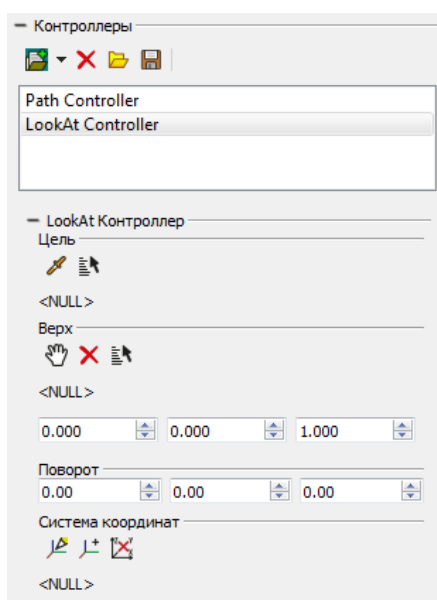 Контроллеры
Path Controller
LookAt Controller
LookAt Контроллер
Цель
<NULL>
Верх
<NULL>
0.000 0.000 1.000
Поворот
0.00 0.00 0.00
Система координат
<NULL>